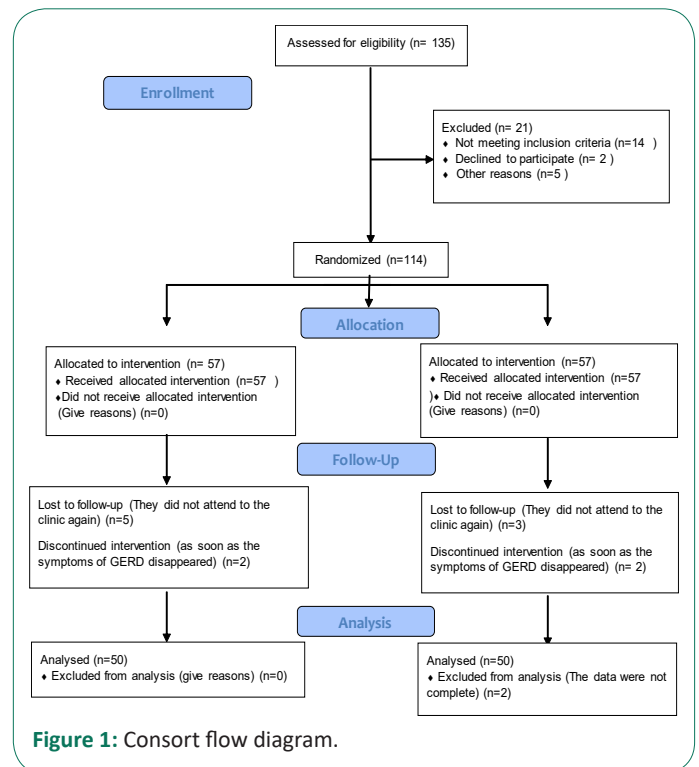 Assessed for eligibility (n= 135)
Enrollment
Excluded (n= 21)
♦ Not meeting inclusion criteria (n=14 )
♦ Declined to participate (n= 2 )
♦ Other reasons (n=5 )
Randomized (n=114)
Allocation
Allocated to intervention (n= 57)
♦ Received allocated intervention (n=57 )
♦Did not receive allocated intervention
(Give reasons) (n=0)
Allocated to intervention (n=57)
♦ Received allocated intervention (n=57
)♦ Did not receive allocated intervention
(Give reasons) (n=0)
Follow-Up
Lost to follow-up (They did not attend to the
clinic again) (n=5)
Discontinued intervention (as soon as the
symptoms of GERD disappeared) (n=2)
Lost to follow-up (They did not attend to the
clinic again) (n=3)
Discontinued intervention (as soon as the
symptoms of GERD disappeared) (n= 2)
Analysis
Analysed (n=50)
♦ Excluded from analysis (give reasons) (n=0)
Analysed (n=50)
♦ Excluded from analysis (The data were not
complete) (n=2)
Figure 1: Consort flow diagram.